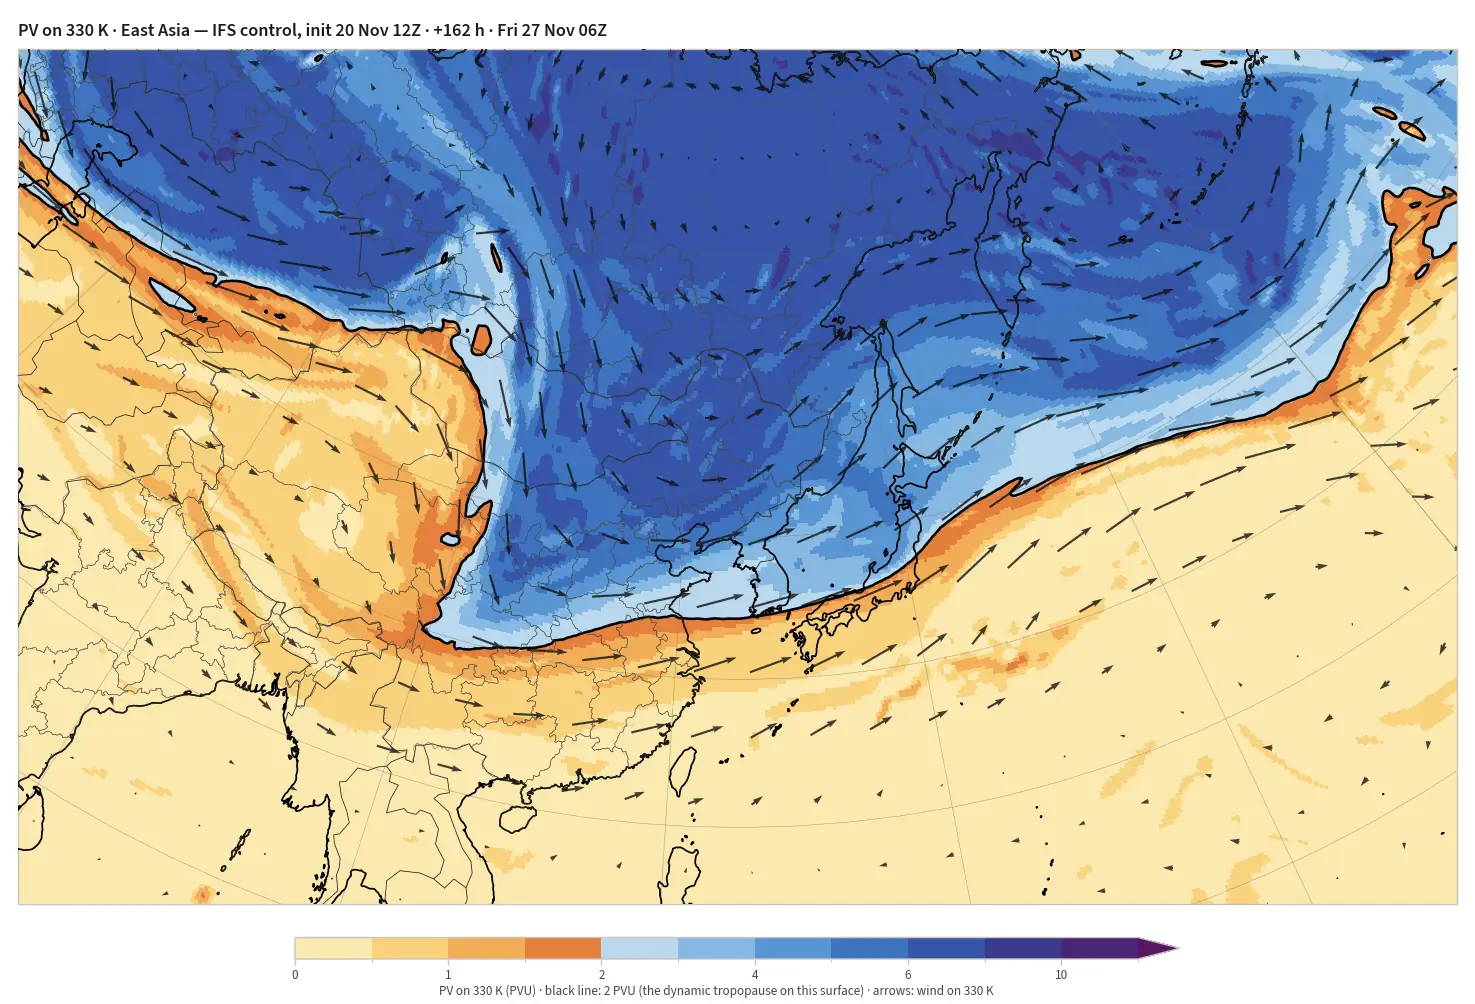 PV on 330 K · East Asia — IFS control, init 20 Nov 12Z · +162 h · Fri 27 Nov 06Z
0 1 2 4 6 10
PV on 330 K (PVU) · black line: 2 PVU (the dynamic tropopause on this surface) · arrows: wind on 330 K